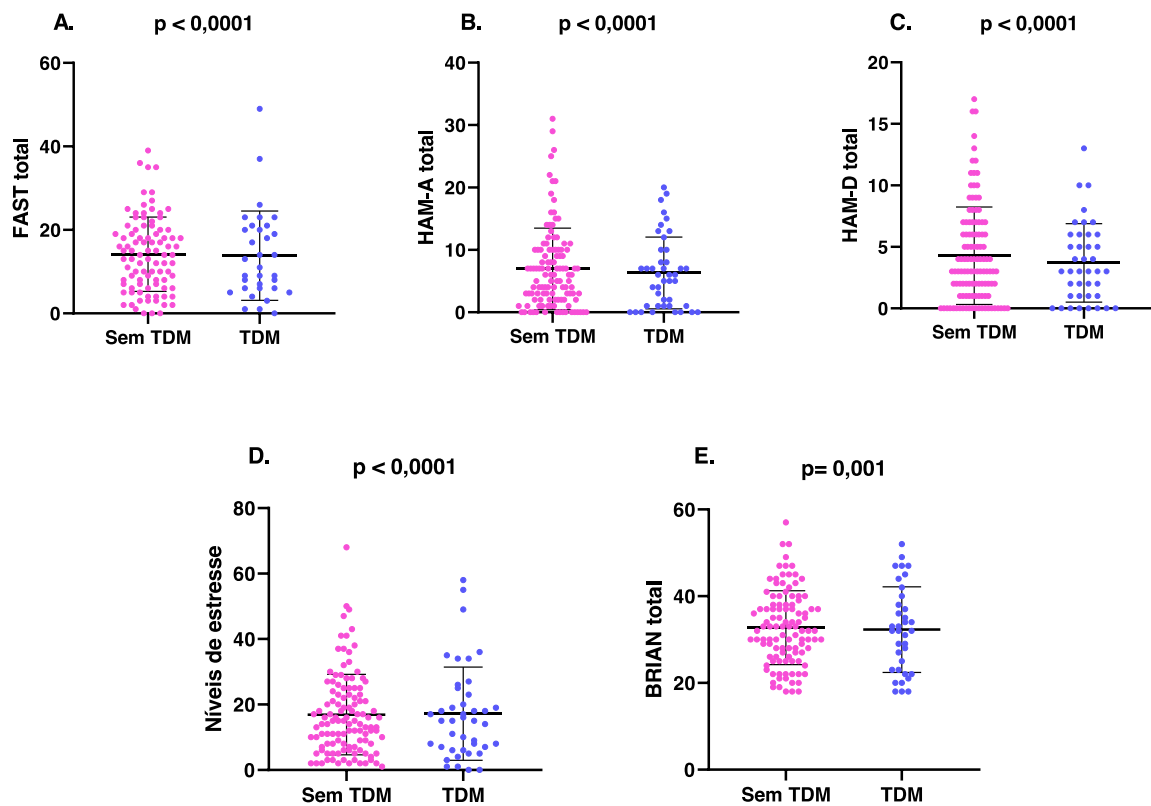 A.
p < 0,0001
FAST total
60
40
20
0
Sem TDM
TDM
B.
p < 0,0001
HAM-A total
40
30
20
10
0
Sem TDM
TDM
C.
p < 0,0001
HAM-D total
20
15
10
5
0
Sem TDM
TDM
D.
p < 0,0001
Níveis de estresse
80
60
40
20
0
Sem TDM
TDM
E.
p= 0,001
BRIAN total
60
40
20
0
Sem TDM
TDM